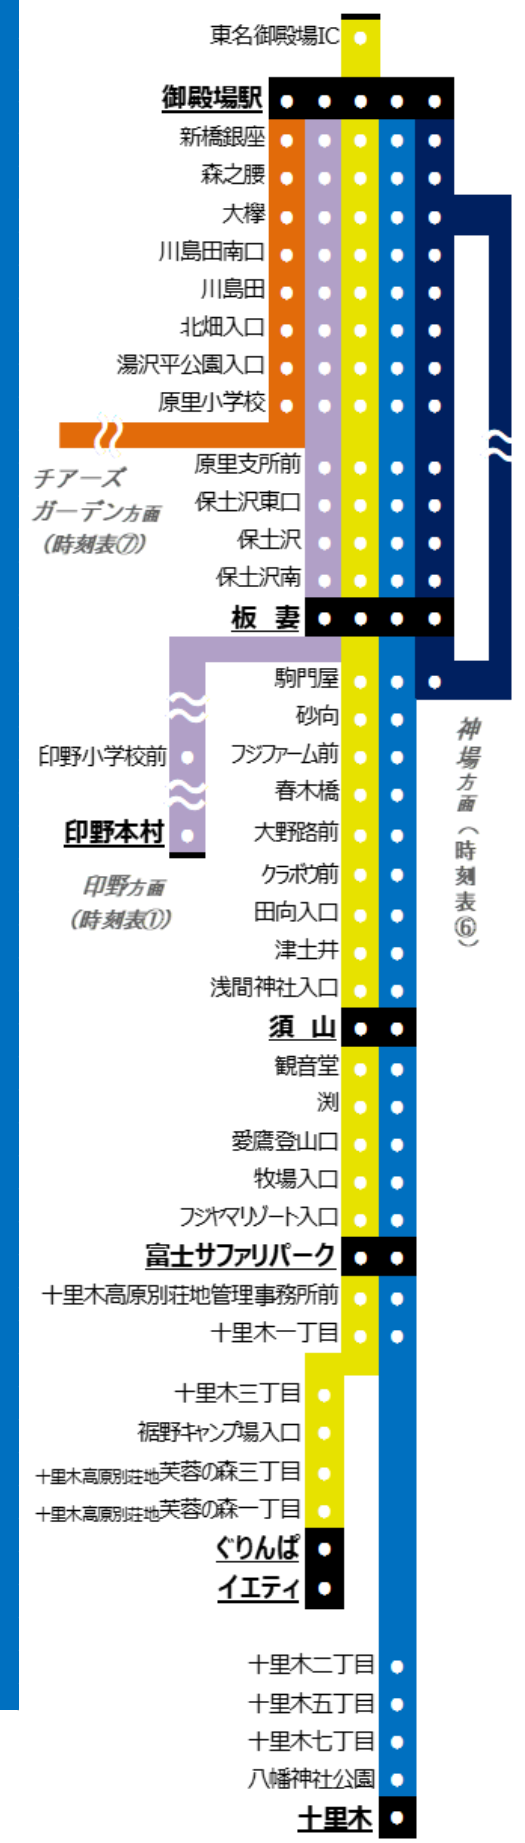 東名御殿場IC
御殿場駅
新橋銀座
森之腰
大欅
川島田南口
川島田
北畑入口
湯沢平公園入口
原里小学校
チアーズ
ガーデン方面
(時刻表⑦)
原里支所前
保土沢東口
保土沢
保土沢南
板妻
駒門屋
砂向
印野小学校前
フジファーム前
春木橋
印野本村
大野路前
印野方面
(時刻表①)
クラボウ前
田向入口
津土井
浅間神社入口
神場方面(時刻表⑥)
須山
観音堂
渕
愛鷹登山口
牧場入口
フジヤマリゾート入口
富士サファリパーク
十里木高原別荘地管理事務所前
十里木一丁目
十里木三丁目
裾野キャンプ場入口
十里木高原別荘地芙蓉の森三丁目
十里木高原別荘地芙蓉の森一丁目
ぐりんぱ
イエティ
十里木二丁目
十里木五丁目
十里木七丁目
八幡神社公園
十里木